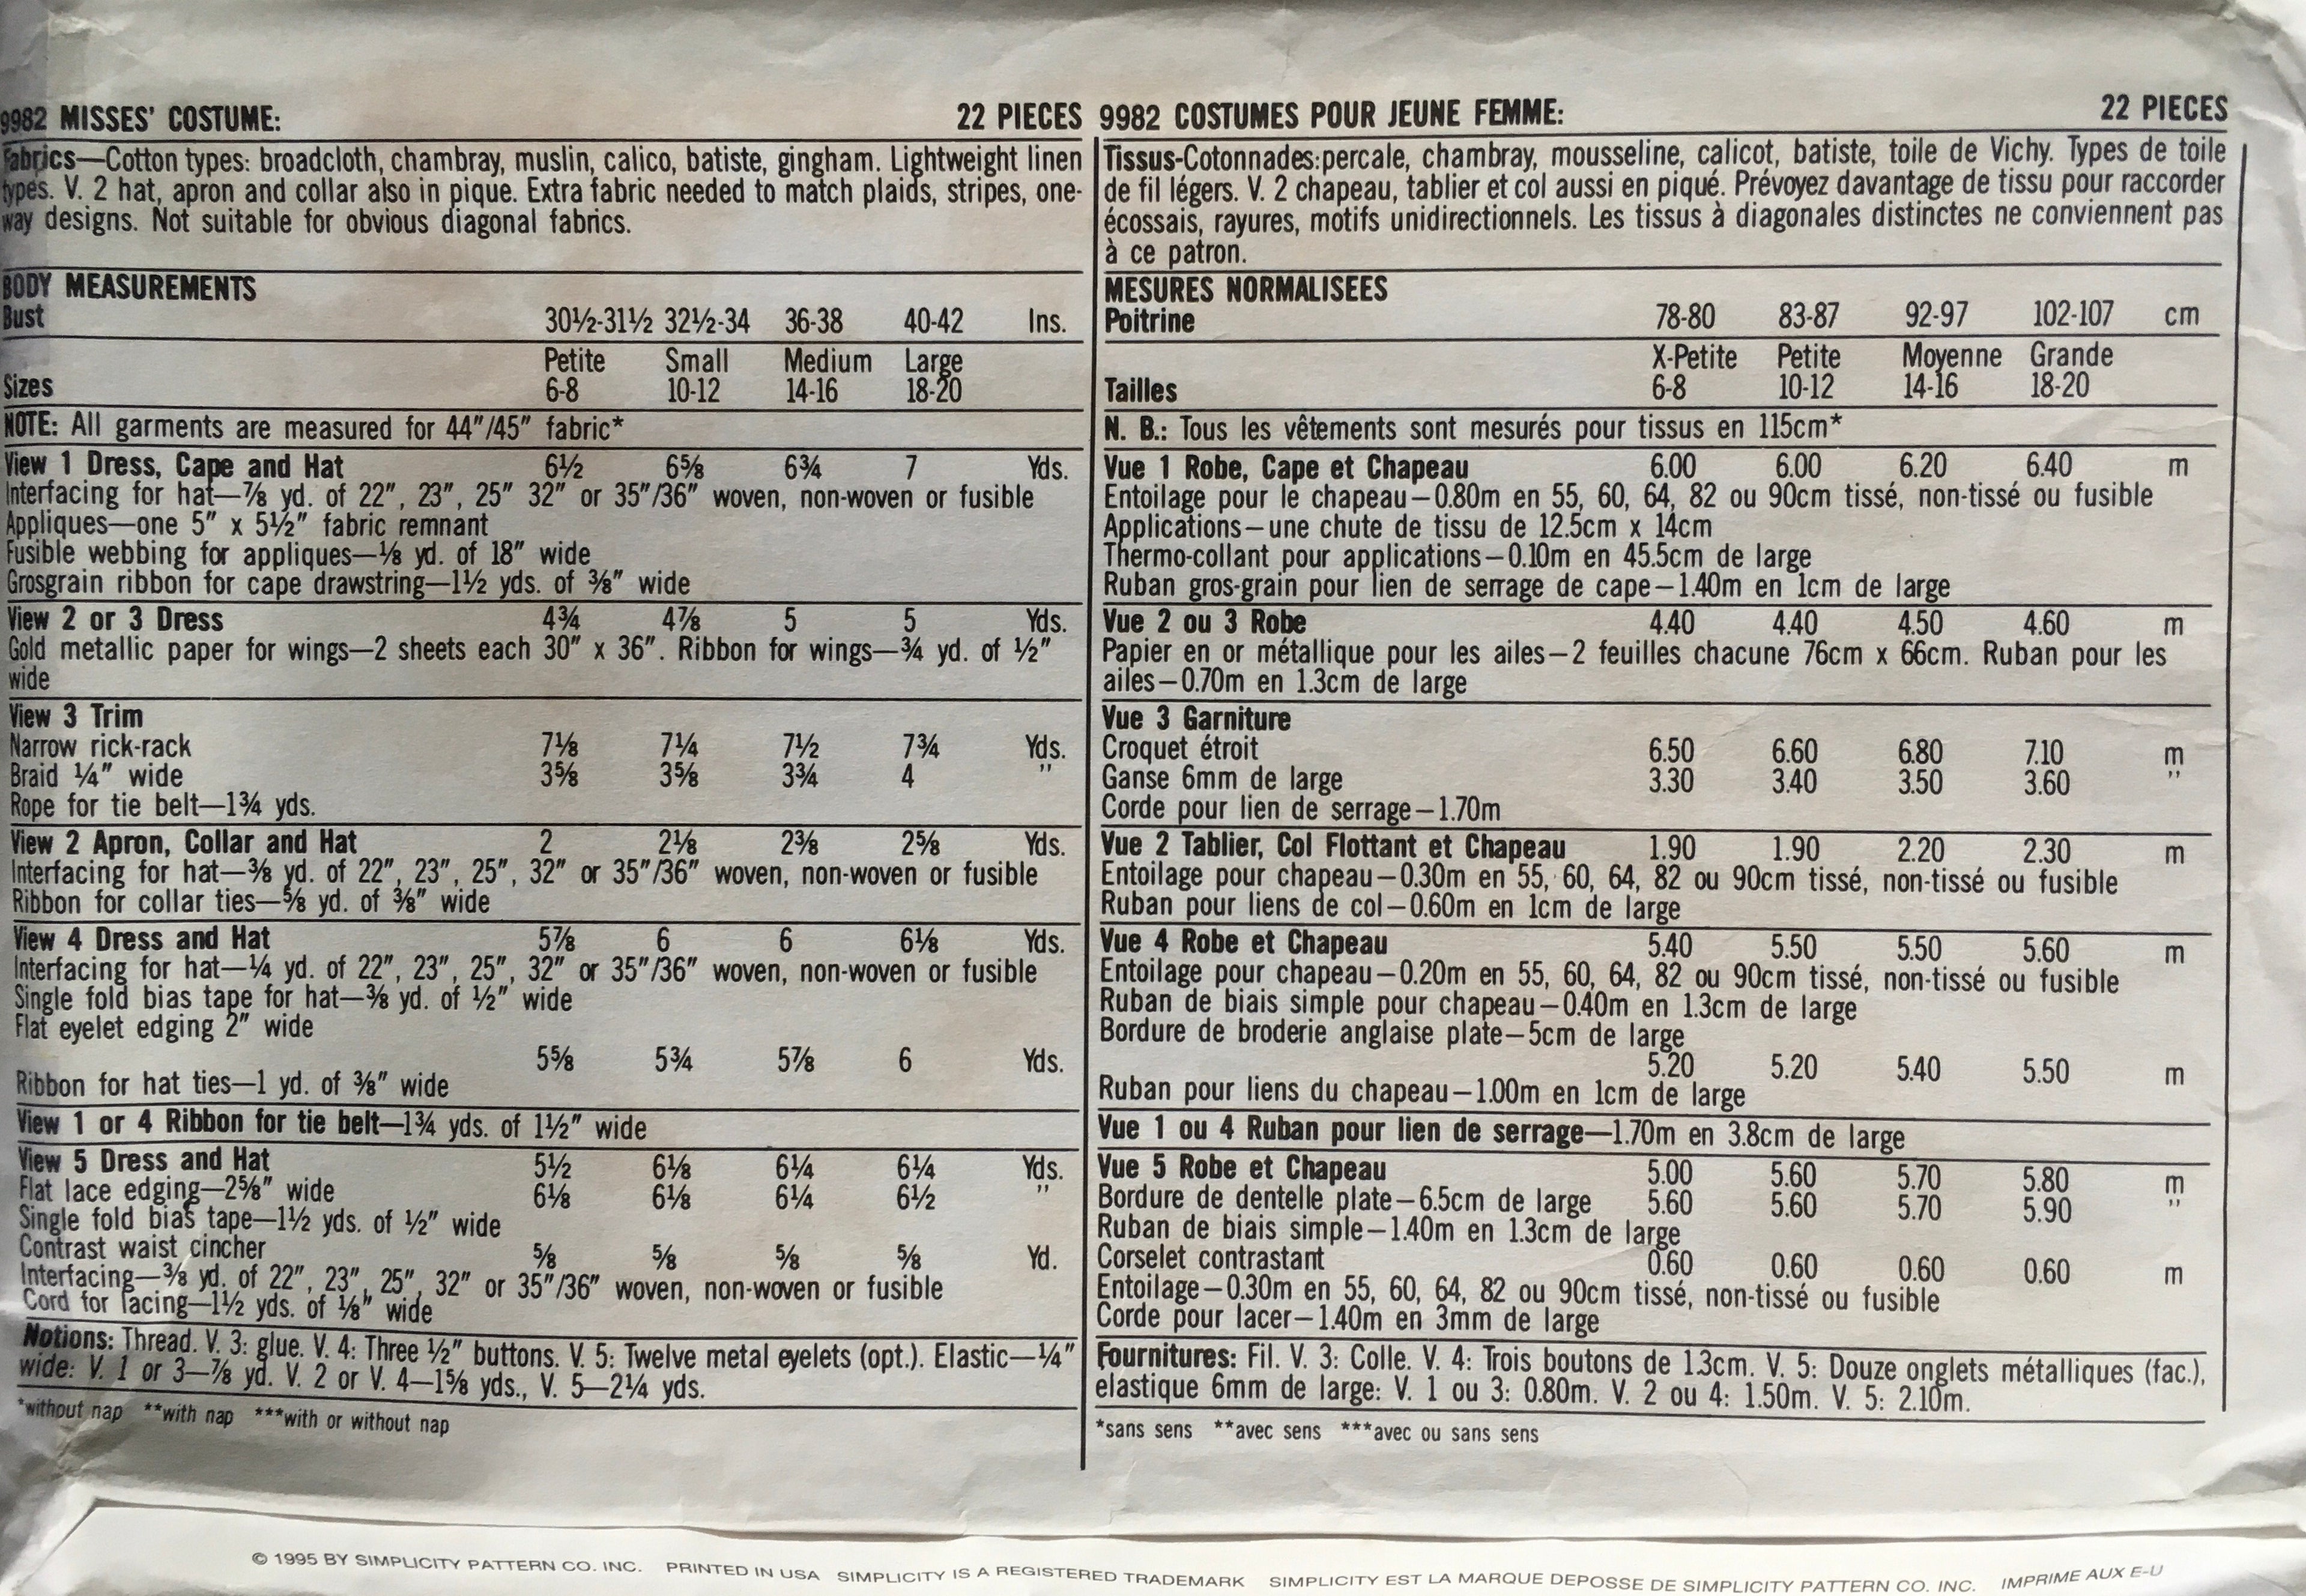 9982 MISSES' COSTUME: 22 PIECES
Fabrics—Cotton types: broadcloth, chambray, muslin, calico, batiste, gingham. Lightweight linen
types. V. 2 hat, apron and collar also in pique. Extra fabric needed to match plaids, stripes, one-
way designs. Not suitable for obvious diagonal fabrics.
BODY MEASUREMENTS
Bust 30½-31½ 32½-34 36-38 40-42 Ins.
Petite Small Medium Large
Sizes 6-8 10-12 14-16 18-20
NOTE: All garments are measured for 44"/45" fabric*
View 1 Dress, Cape and Hat 6½ 6⅝ 6¾ 7 Yds.
Interfacing for hat—⅞ yd. of 22", 23", 25" 32" or 35"/36" woven, non-woven or fusible
Appliques—one 5" x 5½" fabric remnant
Fusible webbing for appliques—⅛ yd. of 18" wide
Grosgrain ribbon for cape drawstring—1½ yds. of ⅜" wide
View 2 or 3 Dress 4¾ 4⅞ 5 5 Yds.
Gold metallic paper for wings—2 sheets each 30" x 36". Ribbon for wings—¾ yd. of ½"
wide
View 3 Trim
Narrow rick-rack 7⅛ 7¼ 7½ 7¾ Yds.
Braid ¼" wide 3⅝ 3⅝ 3¾ 4 "
Rope for tie belt—1¾ yds.
View 2 Apron, Collar and Hat 2 2⅛ 2⅜ 2⅝ Yds.
Interfacing for hat—⅜ yd. of 22", 23", 25", 32" or 35"/36" woven, non-woven or fusible
Ribbon for collar ties—⅝ yd. of ⅜" wide
View 4 Dress and Hat 5⅞ 6 6 6⅛ Yds.
Interfacing for hat—¼ yd. of 22", 23", 25", 32" or 35"/36" woven, non-woven or fusible
Single fold bias tape for hat—⅜ yd. of ½" wide
Flat eyelet edging 2" wide
5⅝ 5¾ 5⅞ 6 Yds.
Ribbon for hat ties—1 yd. of ⅜" wide
View 1 or 4 Ribbon for tie belt—1¾ yds. of 1½" wide
View 5 Dress and Hat 5½ 6⅛ 6¼ 6¼ Yds.
Flat lace edging—2⅝" wide 6⅛ 6⅛ 6¼ 6½ "
Single fold bias tape—1½ yds. of ½" wide
Contrast waist cincher ⅝ ⅝ ⅝ ⅝ Yd.
Interfacing—⅜ yd. of 22", 23", 25", 32" or 35"/36" woven, non-woven or fusible
Cord for lacing—1½ yds. of ⅛" wide
Notions: Thread. V. 3: glue. V. 4: Three ½" buttons. V. 5: Twelve metal eyelets (opt.). Elastic—¼"
wide: V. 1 or 3—⅞ yd. V. 2 or V. 4—1⅝ yds., V. 5—2¼ yds.
*without nap **with nap ***with or without nap
9982 COSTUMES POUR JEUNE FEMME: 22 PIECES
Tissus-Cotonnades:percale, chambray, mousseline, calicot, batiste, toile de Vichy. Types de toile
de fil légers. V. 2 chapeau, tablier et col aussi en piqué. Prévoyez davantage de tissu pour raccorder
écossais, rayures, motifs unidirectionnels. Les tissus à diagonales distinctes ne conviennent pas
à ce patron.
MESURES NORMALISEES
Poitrine 78-80 83-87 92-97 102-107 cm
X-Petite Petite Moyenne Grande
Tailles 6-8 10-12 14-16 18-20
N. B.: Tous les vêtements sont mesurés pour tissus en 115cm*
Vue 1 Robe, Cape et Chapeau 6.00 6.00 6.20 6.40 m
Entoilage pour le chapeau—0.80m en 55, 60, 64, 82 ou 90cm tissé, non-tissé ou fusible
Applications—une chute de tissu de 12.5cm x 14cm
Thermo-collant pour applications—0.10m en 45.5cm de large
Ruban gros-grain pour lien de serrage de cape—1.40m en 1cm de large
Vue 2 ou 3 Robe 4.40 4.40 4.50 4.60 m
Papier en or métallique pour les ailes—2 feuilles chacune 76cm x 66cm. Ruban pour les
ailes—0.70m en 1.3cm de large
Vue 3 Garniture
Croquet étroit 6.50 6.60 6.80 7.10 m
Ganse 6mm de large 3.30 3.40 3.50 3.60 "
Corde pour lien de serrage—1.70m
Vue 2 Tablier, Col Flottant et Chapeau 1.90 1.90 2.20 2.30 m
Entoilage pour chapeau—0.30m en 55, 60, 64, 82 ou 90cm tissé, non-tissé ou fusible
Ruban pour liens de col—0.60m en 1cm de large
Vue 4 Robe et Chapeau 5.40 5.50 5.50 5.60 m
Entoilage pour chapeau—0.20m en 55, 60, 64, 82 ou 90cm tissé, non-tissé ou fusible
Ruban de biais simple pour chapeau—0.40m en 1.3cm de large
Bordure de broderie anglaise plate—5cm de large
5.20 5.20 5.40 5.50 m
Ruban pour liens du chapeau—1.00m en 1cm de large
Vue 1 ou 4 Ruban pour lien de serrage—1.70m en 3.8cm de large
Vue 5 Robe et Chapeau 5.00 5.60 5.70 5.80 m
Bordure de dentelle plate—6.5cm de large 5.60 5.60 5.70 5.90 "
Ruban de biais simple—1.40m en 1.3cm de large
Corselet contrastant 0.60 0.60 0.60 0.60 m
Entoilage—0.30m en 55, 60, 64, 82 ou 90cm tissé, non-tissé ou fusible
Corde pour lacer—1.40m en 3mm de large
Fournitures: Fil. V. 3: Colle. V. 4: Trois boutons de 1.3cm. V. 5: Douze onglets métalliques (fac.),
elastique 6mm de large: V. 1 ou 3: 0.80m. V. 2 ou 4: 1.50m. V. 5: 2.10m.
*sans sens **avec sens ***avec ou sans sens
© 1995 BY SIMPLICITY PATTERN CO. INC. PRINTED IN USA SIMPLICITY IS A REGISTERED TRADEMARK SIMPLICITY EST LA MARQUE DEPOSSE DE SIMPLICITY PATTERN CO. INC. IMPRIME AUX E-U